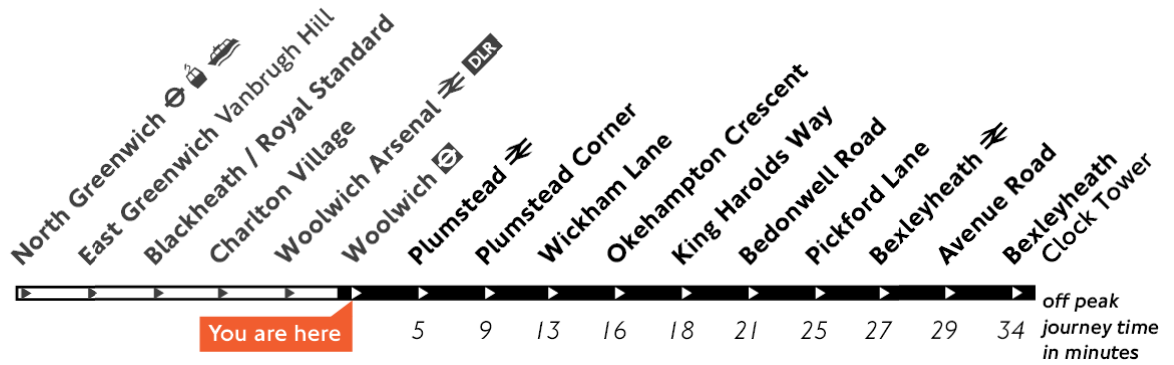 North Greenwich
East Greenwich Vanbrugh Hill
Blackheath / Royal Standard
Charlton Village
Woolwich Arsenal DLR
Woolwich
Plumstead
Plumstead Corner
Wickham Lane
Okehampton Crescent
King Harolds Way
Bedonwell Road
Pickford Lane
Bexleyheath
Avenue Road
Bexleyheath
Clock Tower
You are here
5 9 13 16 18 21 25 27 29 34
off peak
journey time
in minutes